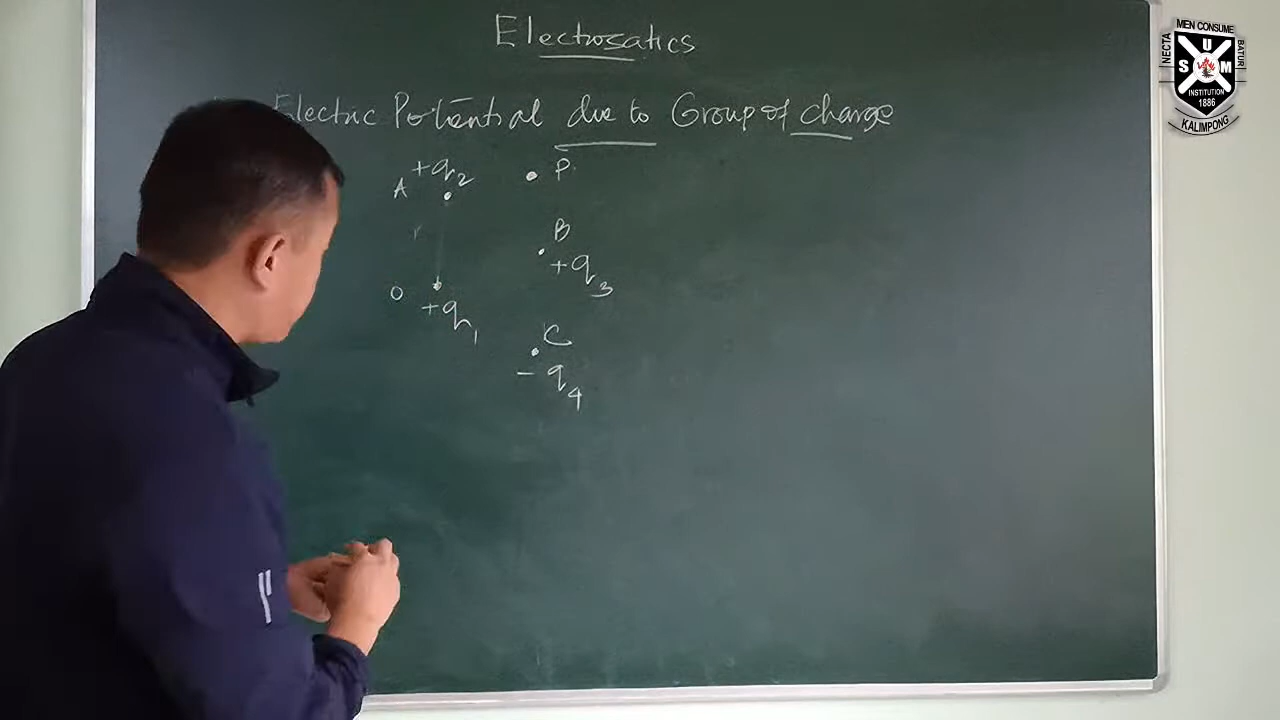 Electrosatics
Electric Potential due to Group of charge
+q2
A
P
B
+q3
O
+q1
C
-q4
MEN CONSUME
NECTA
BATUR
U
S M
INSTITUTION
1886
KALIMPONG